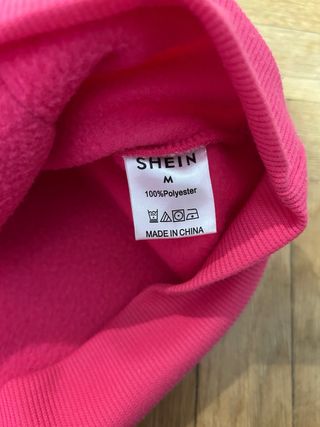 SHEIN
M
100%Polyester
MADE IN CHINA